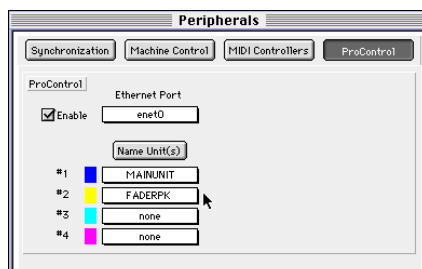 Peripherals
Synchronization Machine Control MIDI Controllers ProControl
ProControl
Ethernet Port
Enable enet0
Name Unit(s)
#1 MAINUNIT
#2 FADERPK
#3 none
#4 none